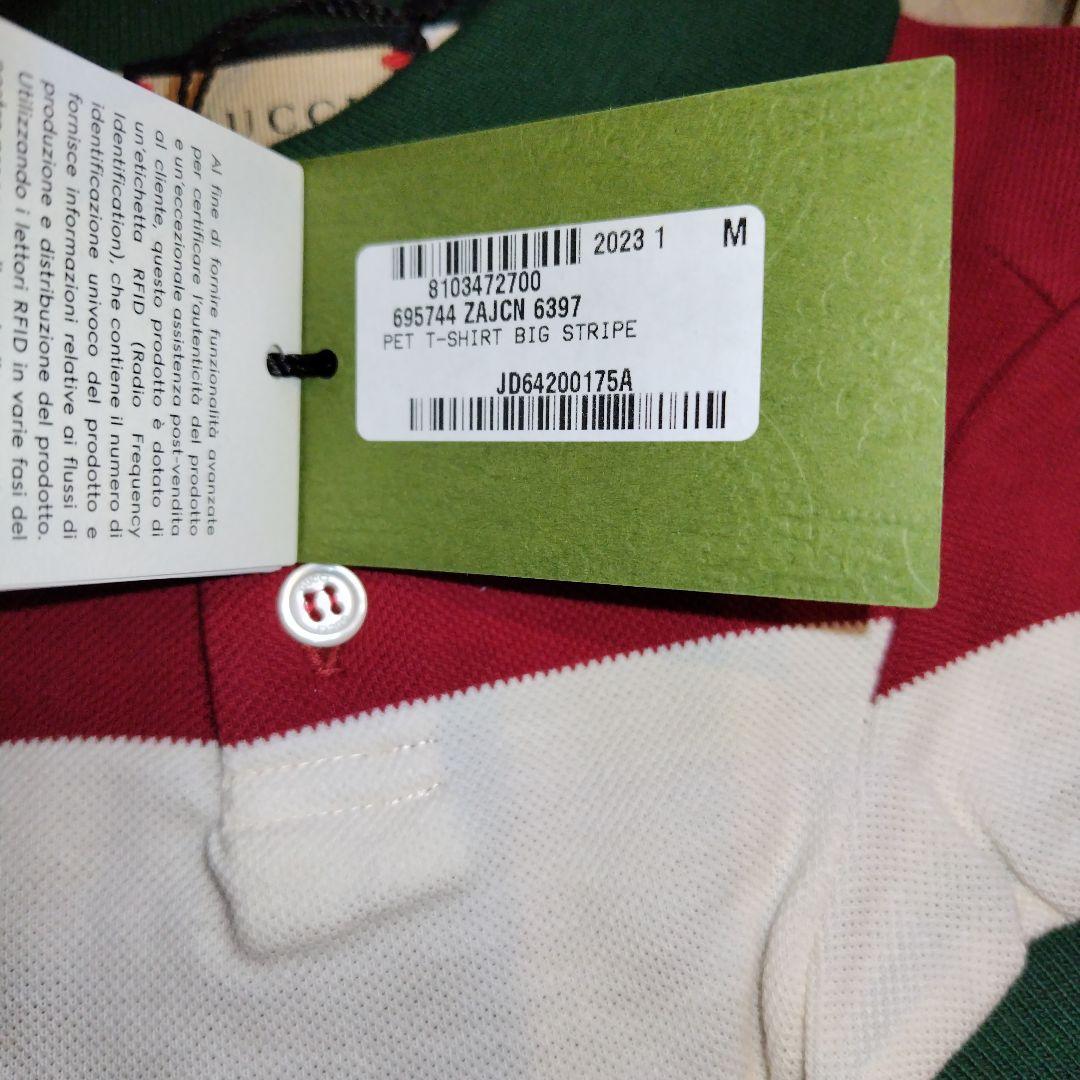 UCC
Al fine di fornire funzionalità avanzate
per certificare l'autenticità del prodotto
e un'eccezionale assistenza post-vendita
al cliente, questo prodotto è dotato di
un'etichetta RFID (Radio Frequency
Identification), che contiene il numero di
identificazione univoco del prodotto e
fornisce informazioni relative ai flussi di
produzione e distribuzione del prodotto.
Utilizzando i lettori RFID in varie fasi del
2023 1 M
8103472700
695744 ZAJCN 6397
PET T-SHIRT BIG STRIPE
JD64200175A